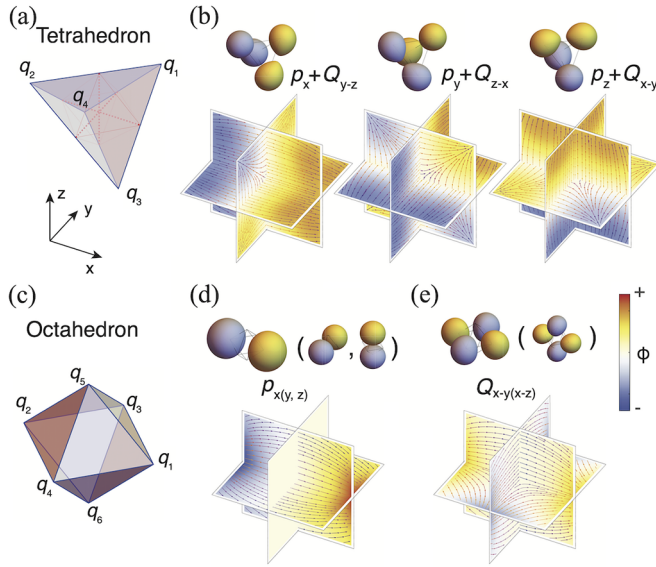 (a)
Tetrahedron
q2
q1
q4
q3
z
y
x
(b)
px+Qy-z
py+Qz-x
pz+Qx-y
(c)
Octahedron
q5
q2
q3
q1
q4
q6
(d)
( , )
px(y, z)
(e)
( )
Qx-y(x-z)
+
ϕ
-